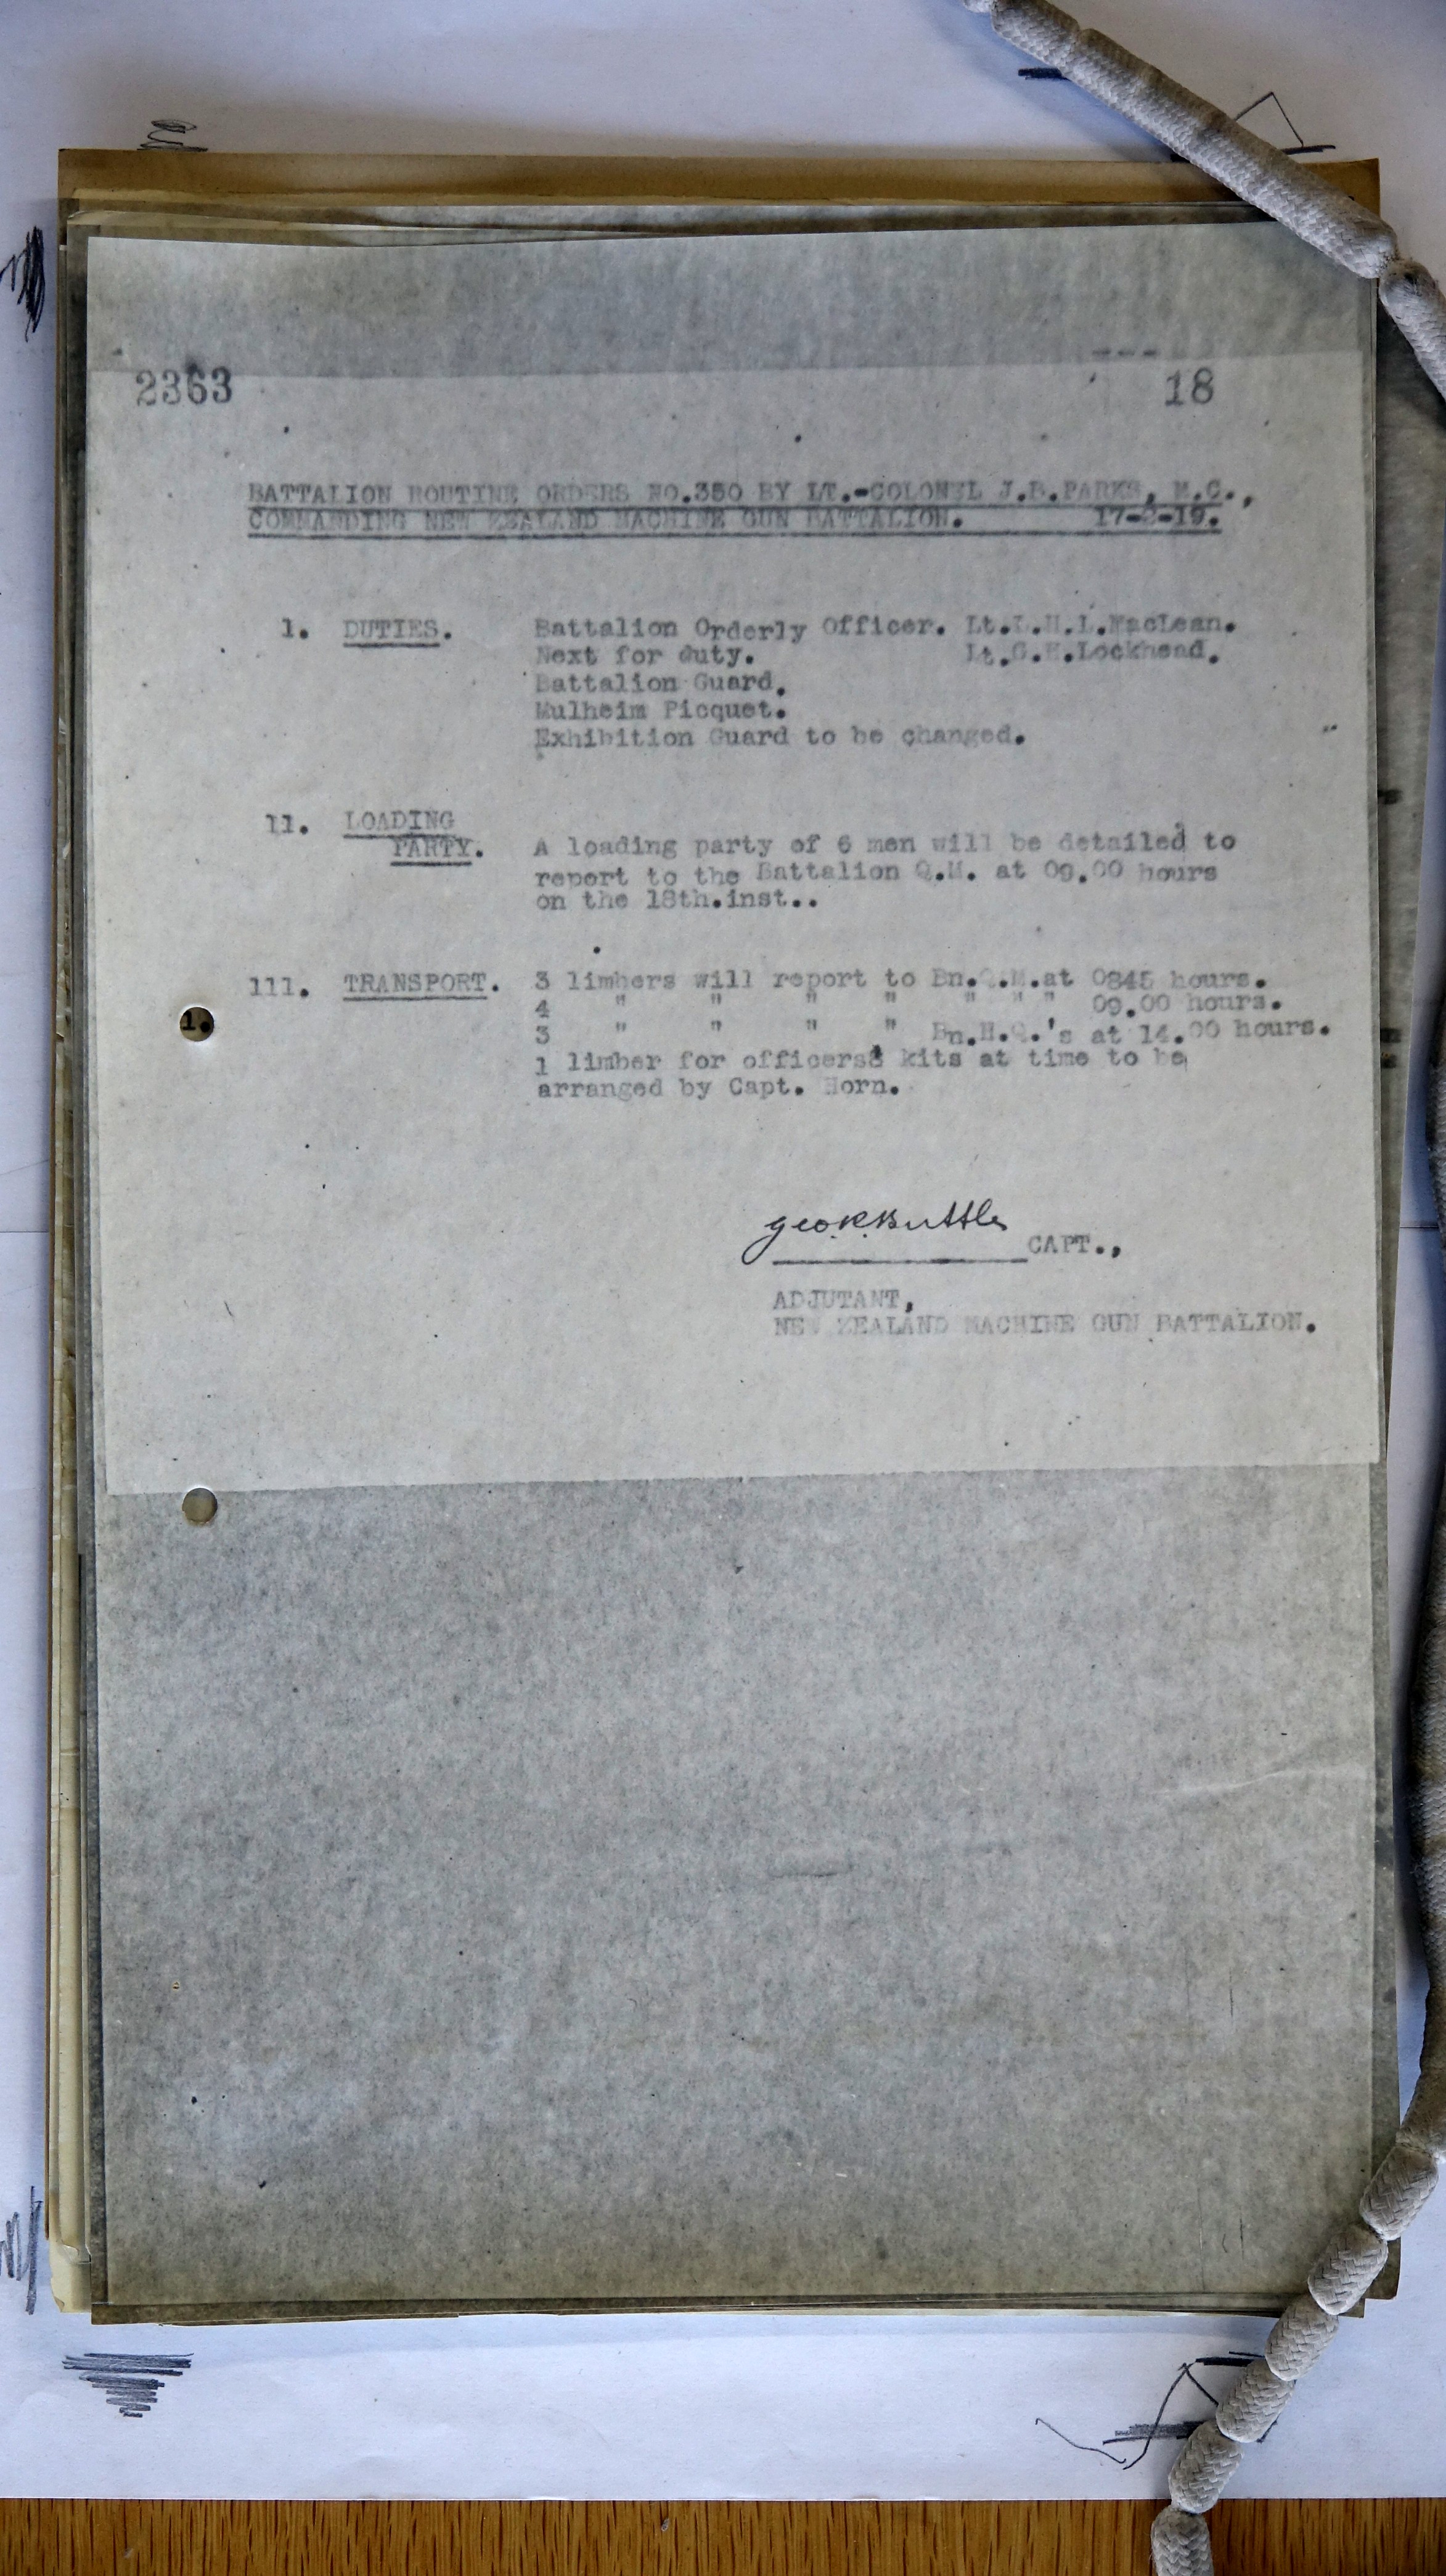 2363 18
BATTALION ROUTINE ORDERS NO.350 BY LT.-COLONEL J.B.PARKS, M.C.,
COMMANDING NEW ZEALAND MACHINE GUN BATTALION. 17-2-19.
1. DUTIES. Battalion Orderly Officer. Lt.L.H.L.MacLean.
Next for duty. Lt.G.H.Lockhead.
Battalion Guard.
Mulheim Picquet.
Exhibition Guard to be changed.
11. LOADING
PARTY. A loading party of 6 men will be detailed to
report to the Battalion Q.M. at 09.00 hours
on the 18th.inst..
111. TRANSPORT. 3 limbers will report to Bn.Q.M.at 0845 hours.
4 " " " " " " " 09.00 hours.
1.
3 " " " " Bn.H.Q.'s at 14.00 hours.
1 limber for officers' kits at time to be
arranged by Capt. Horn.
Geo.R.Buttle
CAPT.,
ADJUTANT,
NEW ZEALAND MACHINE GUN BATTALION.